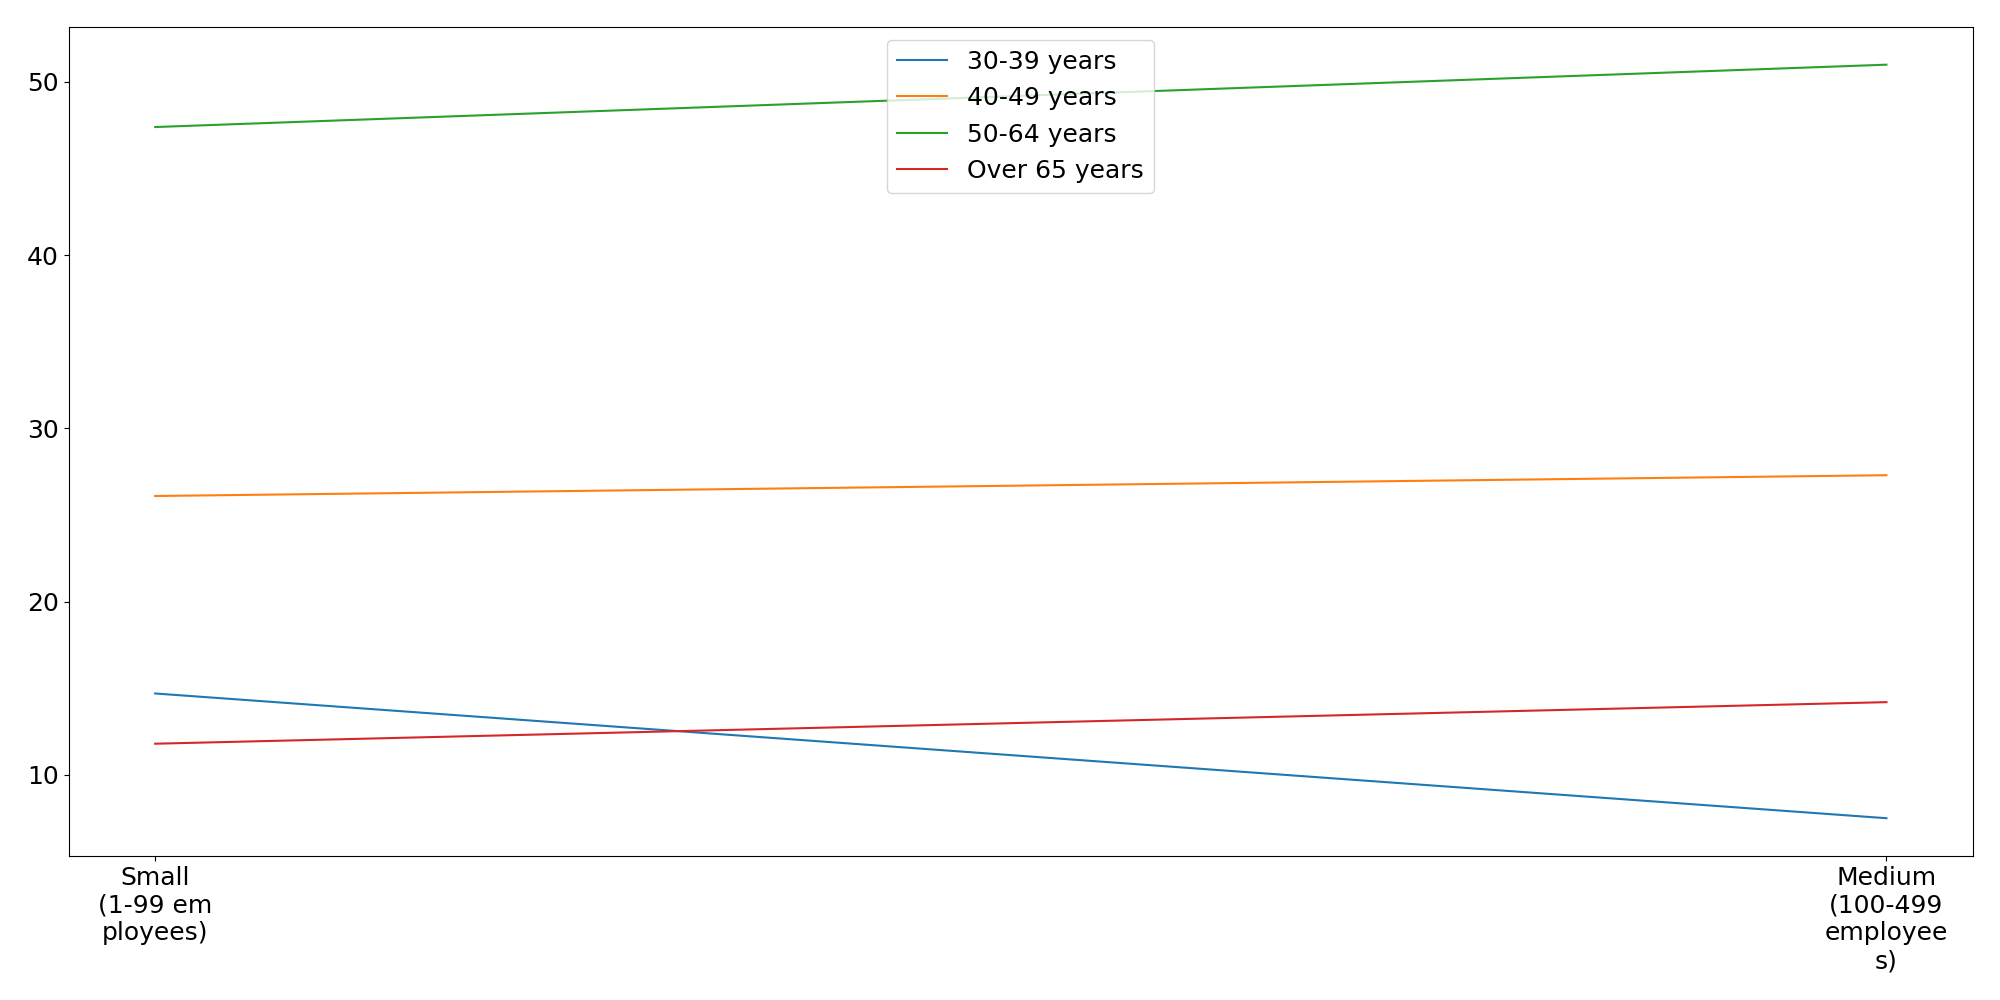 30-39 years
40-49 years
50-64 years
Over 65 years
50
40
30
20
10
Small
(1-99 em
ployees)
Medium
(100-499
employee
s)